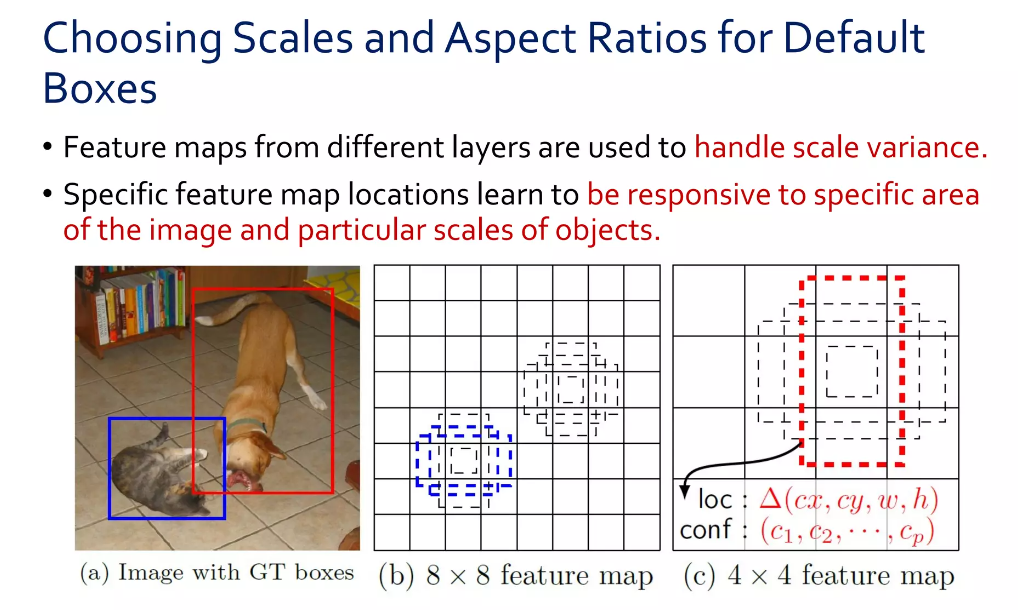 Choosing Scales and Aspect Ratios for Default
Boxes
• Feature maps from different layers are used to handle scale variance.
• Specific feature map locations learn to be responsive to specific area
of the image and particular scales of objects.
loc : Δ(cx, cy, w, h)
conf : (c₁, c₂, ···, cₚ)
(a) Image with GT boxes
(b) 8 × 8 feature map
(c) 4 × 4 feature map